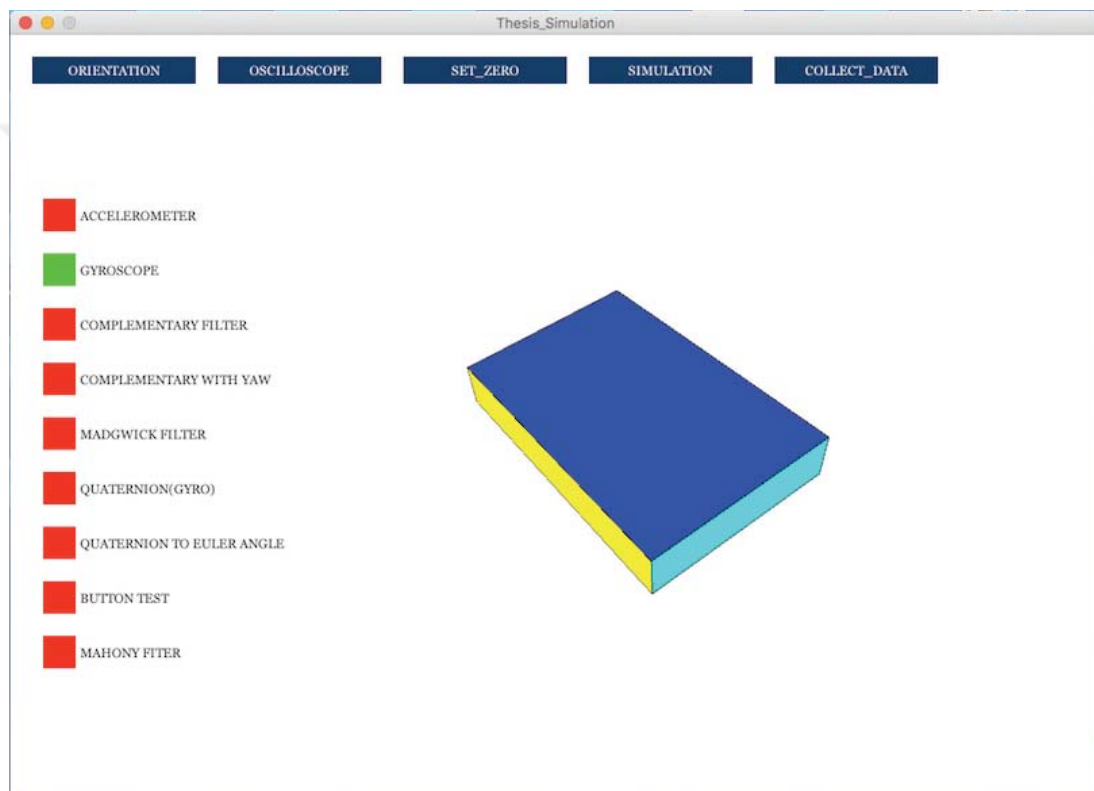 Thesis_Simulation
ORIENTATION OSCILLOSCOPE SET_ZERO SIMULATION COLLECT_DATA
ACCELEROMETER
GYROSCOPE
COMPLEMENTARY FILTER
COMPLEMENTARY WITH YAW
MADGWICK FILTER
QUATERNION(GYRO)
QUATERNION TO EULER ANGLE
BUTTON TEST
MAHONY FITER